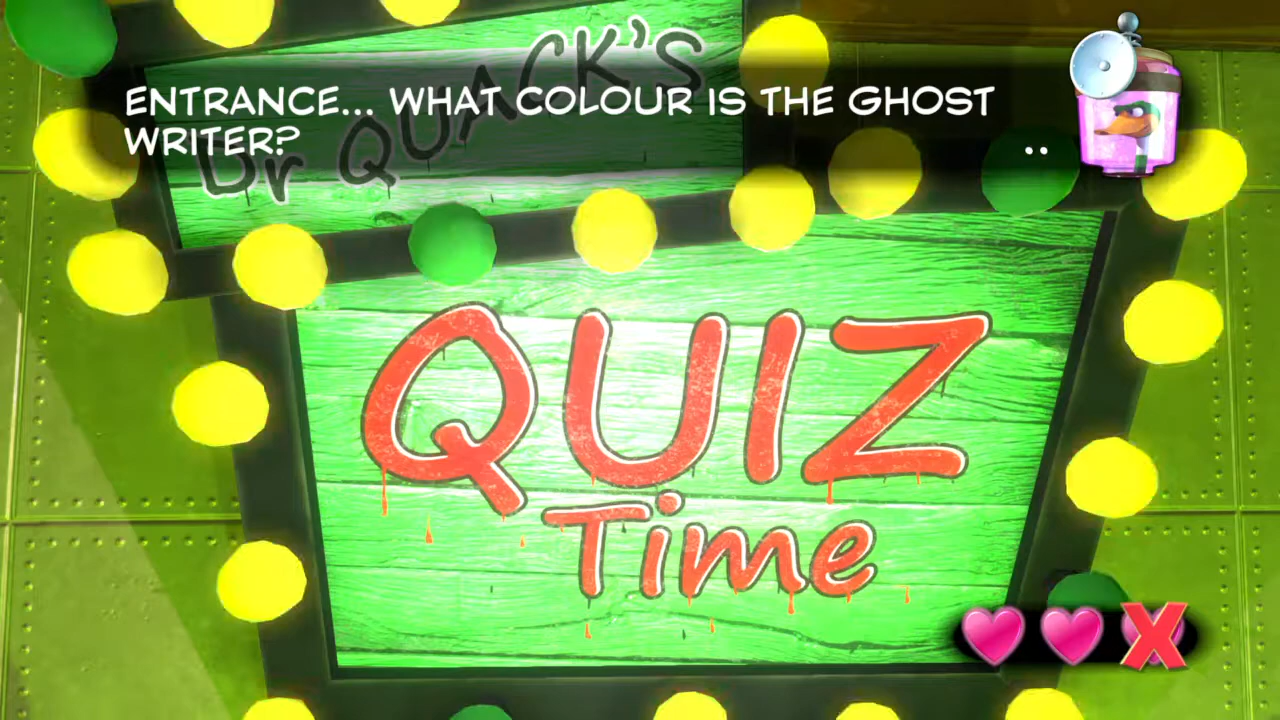 ENTRANCE... WHAT COLOUR IS THE GHOST
WRITER?
..
Dr QUACK'S
QUIZ
Time